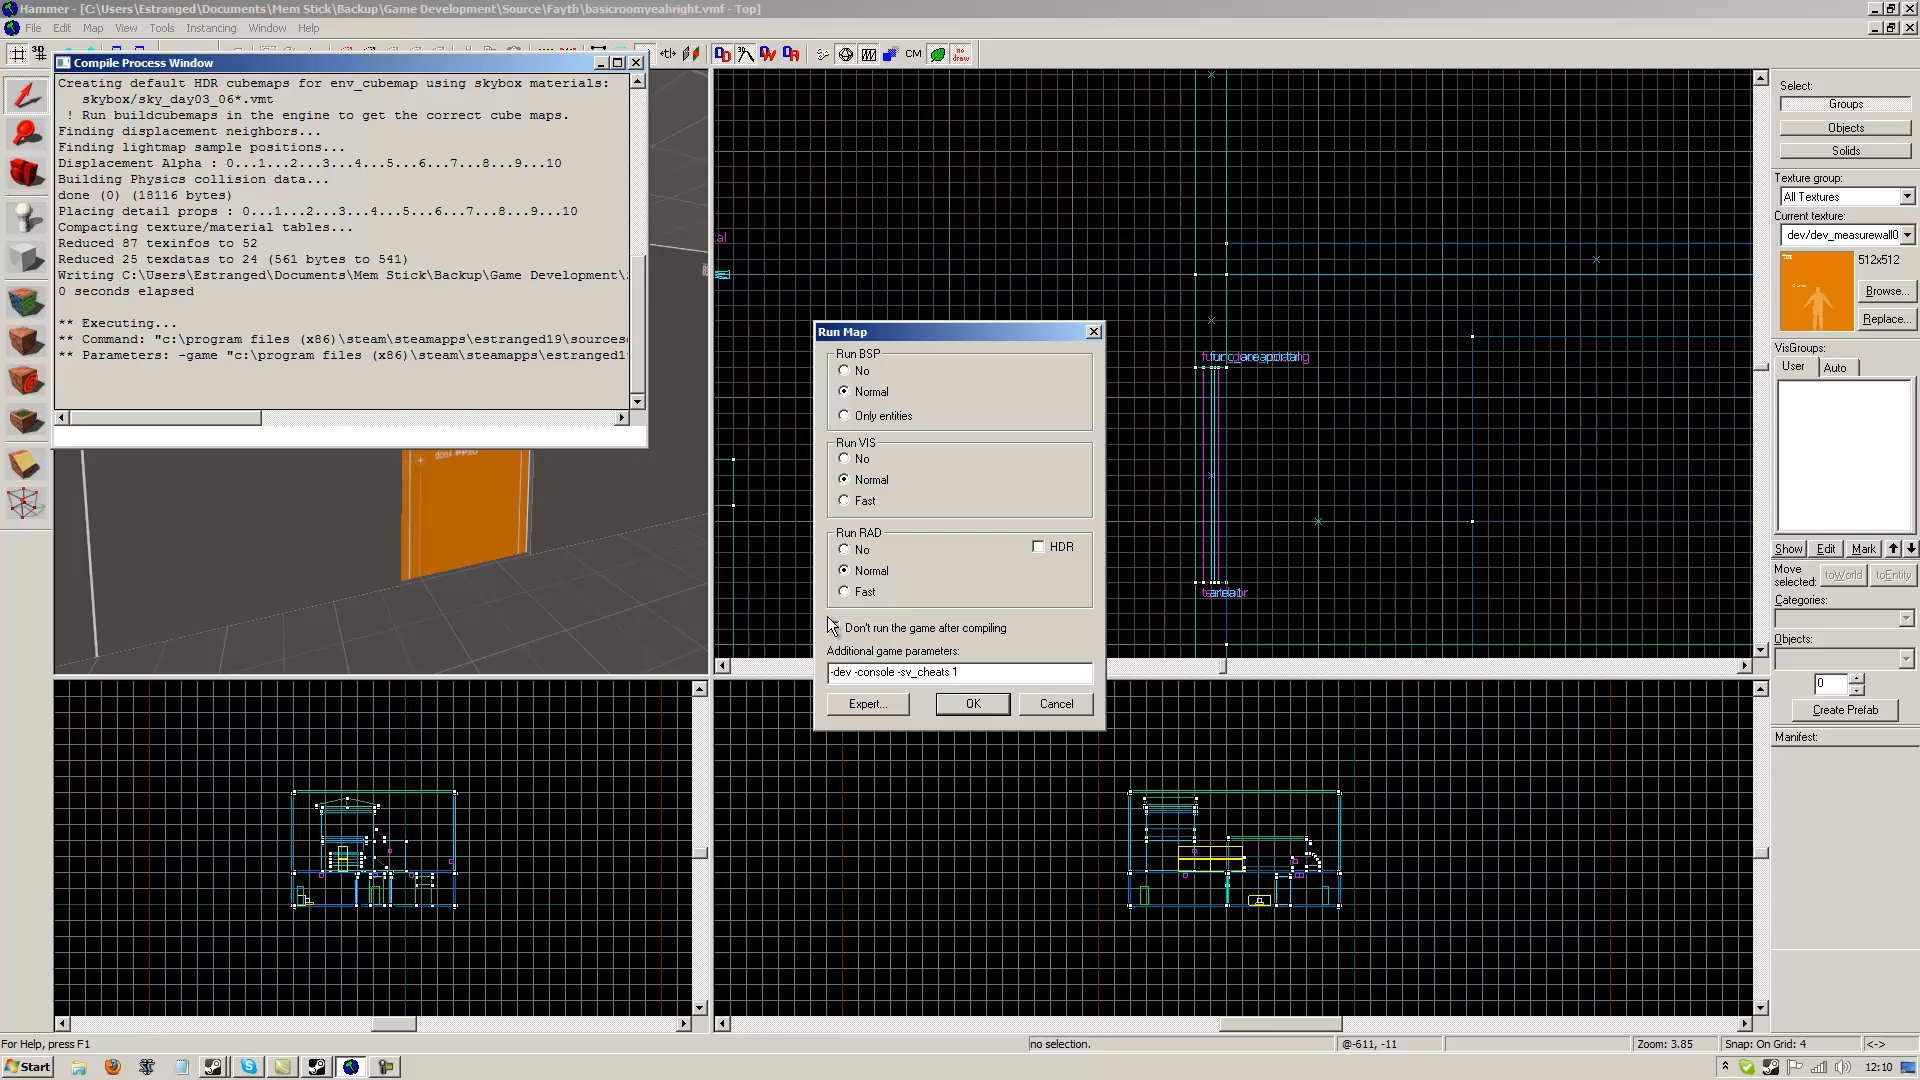 Hammer - [C:\Users\Estranged\Documents\Mem Stick\Backup\Game Development\Source\Fayth\basicroomyeahright.vmf - Top]
File Edit Map View Tools Instancing Window Help
3D
CM
no draw
Compile Process Window
Creating default HDR cubemaps for env_cubemap using skybox materials:
skybox/sky_day03_06*.vmt
! Run buildcubemaps in the engine to get the correct cube maps.
Finding displacement neighbors...
Finding lightmap sample positions...
Displacement Alpha : 0...1...2...3...4...5...6...7...8...9...10
Building Physics collision data...
done (0) (18116 bytes)
Placing detail props : 0...1...2...3...4...5...6...7...8...9...10
Compacting texture/material tables...
Reduced 87 texinfos to 52
Reduced 25 texdatas to 24 (561 bytes to 541)
Writing C:\Users\Estranged\Documents\Mem Stick\Backup\Game Development\
0 seconds elapsed
** Executing...
** Command: "c:\program files (x86)\steam\steamapps\estranged19\sources
** Parameters: -game "c:\program files (x86)\steam\steamapps\estranged1
Run Map
Run BSP
No
Normal
Only entities
Run VIS
No
Normal
Fast
Run RAD
No
HDR
Normal
Fast
Don't run the game after compiling
Additional game parameters:
-dev -console -sv_cheats 1
Expert...
OK
Cancel
Select:
Groups
Objects
Solids
Texture group:
All Textures
Current texture:
dev/dev_measurewall0
512x512
Browse...
Replace...
VisGroups:
User Auto
Show Edit Mark
Move selected:
toWorld toEntity
Categories:
Objects:
0
Create Prefab
Manifest:
For Help, press F1
no selection.
@-611, -11
Zoom: 3.85
Snap: On Grid: 4
<->
Start
12:10